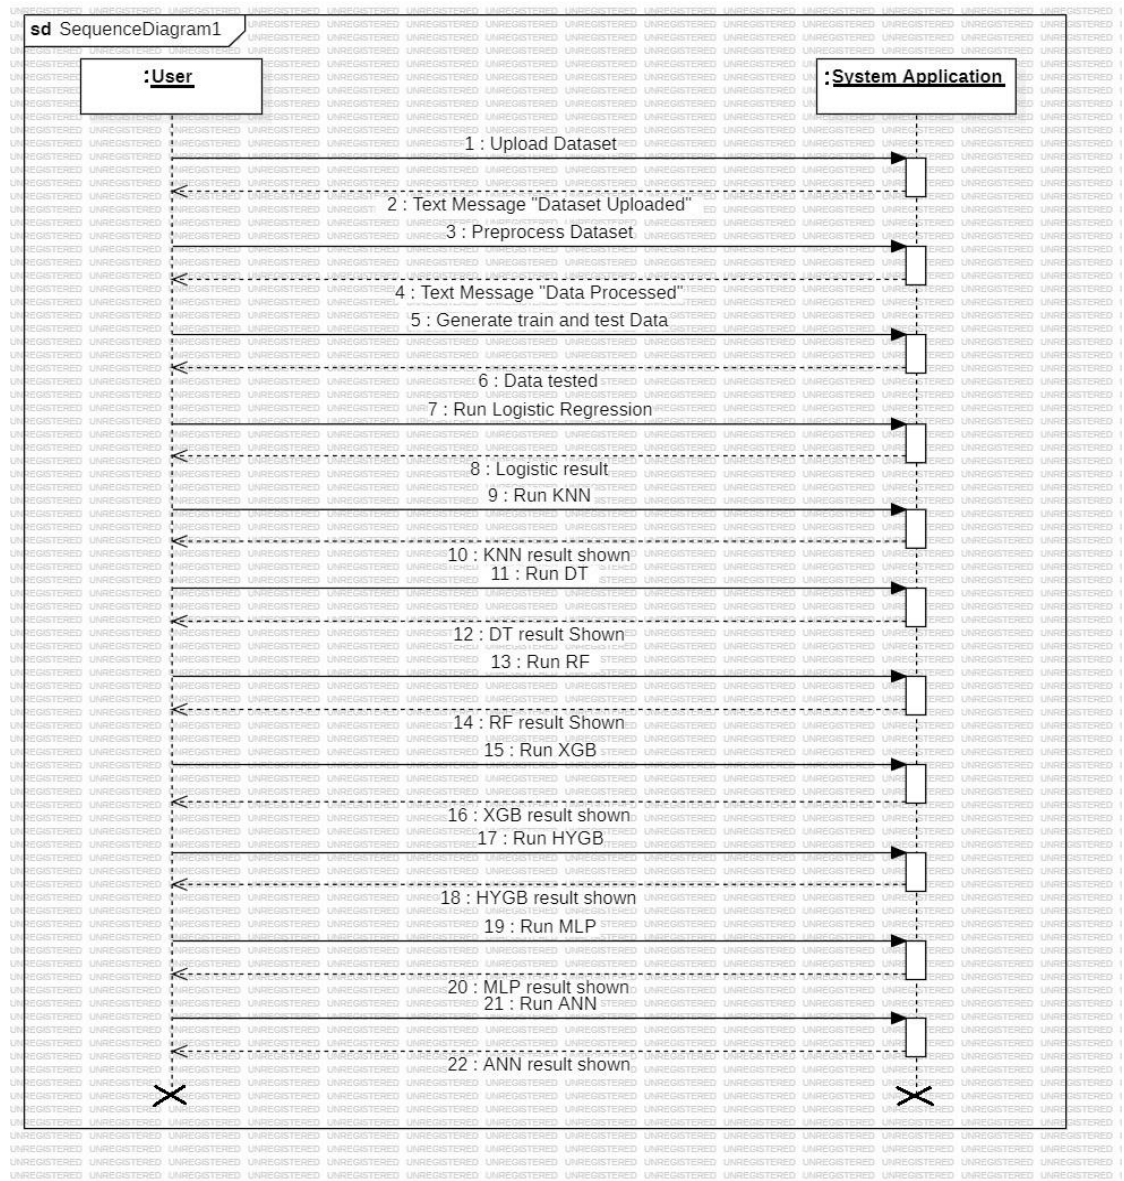 sd SequenceDiagram1
:User
:System Application
1 : Upload Dataset
2 : Text Message "Dataset Uploaded"
3 : Preprocess Dataset
4 : Text Message "Data Processed"
5 : Generate train and test Data
6 : Data tested
7 : Run Logistic Regression
8 : Logistic result
9 : Run KNN
10 : KNN result shown
11 : Run DT
12 : DT result Shown
13 : Run RF
14 : RF result Shown
15 : Run XGB
16 : XGB result shown
17 : Run HYGB
18 : HYGB result shown
19 : Run MLP
20 : MLP result shown
21 : Run ANN
22 : ANN result shown
UNREGISTERED